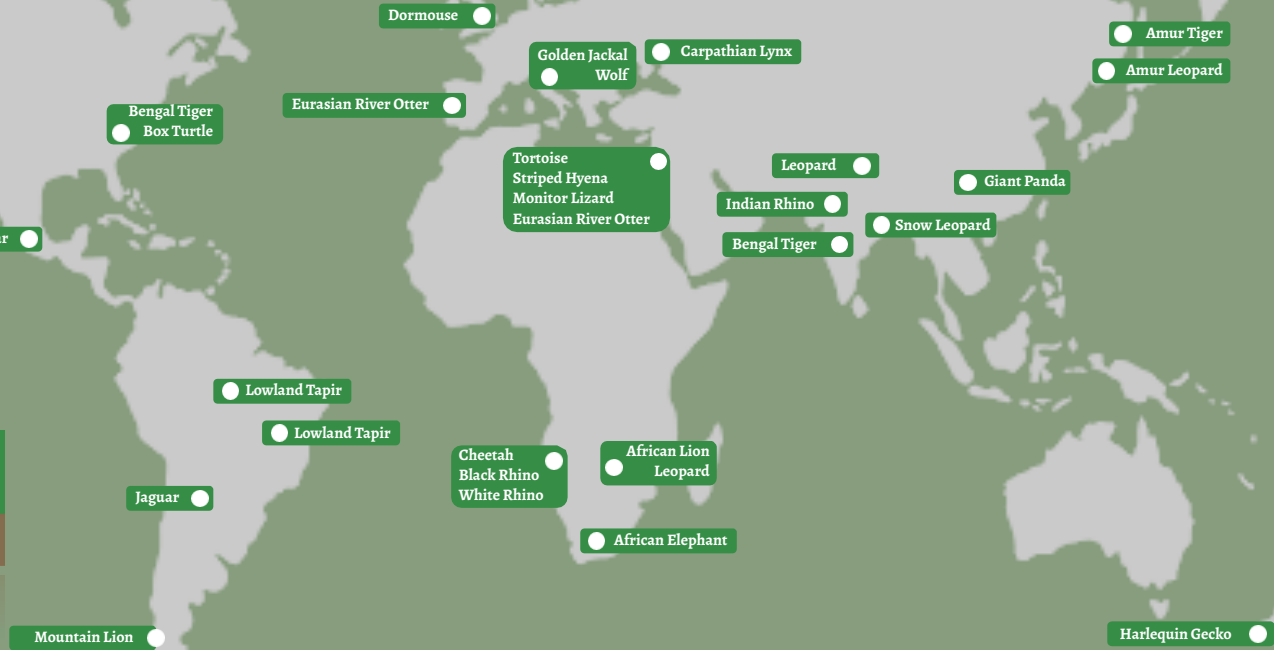 Dormouse
Amur Tiger
Golden Jackal
Wolf
Carpathian Lynx
Amur Leopard
Eurasian River Otter
Bengal Tiger
Box Turtle
Tortoise
Striped Hyena
Monitor Lizard
Eurasian River Otter
Leopard
Giant Panda
Indian Rhino
Snow Leopard
Bengal Tiger
Lowland Tapir
Lowland Tapir
Cheetah
Black Rhino
White Rhino
African Lion
Leopard
Jaguar
African Elephant
Mountain Lion
Harlequin Gecko